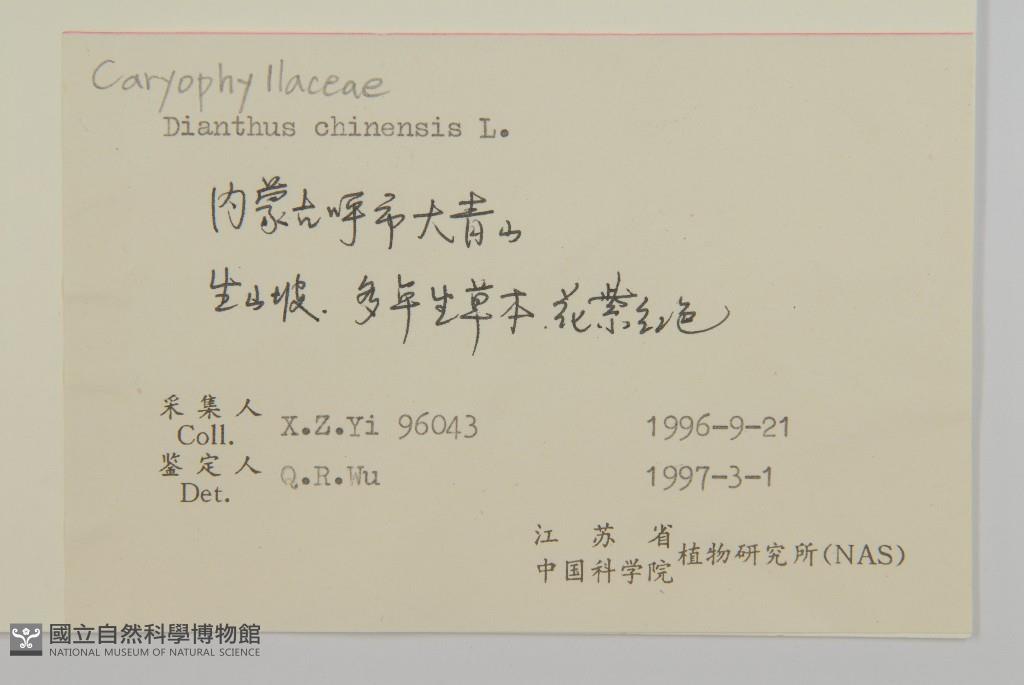 Caryophyllaceae
Dianthus chinensis L.
内蒙古呼市大青山
生山坡.多年生草本.花紫红色
采集人
Coll. X.Z.Yi 96043 1996-9-21
鉴定人
Det. Q.R.Wu 1997-3-1
江苏省
中国科学院植物研究所(NAS)
國立自然科學博物館
NATIONAL MUSEUM OF NATURAL SCIENCE